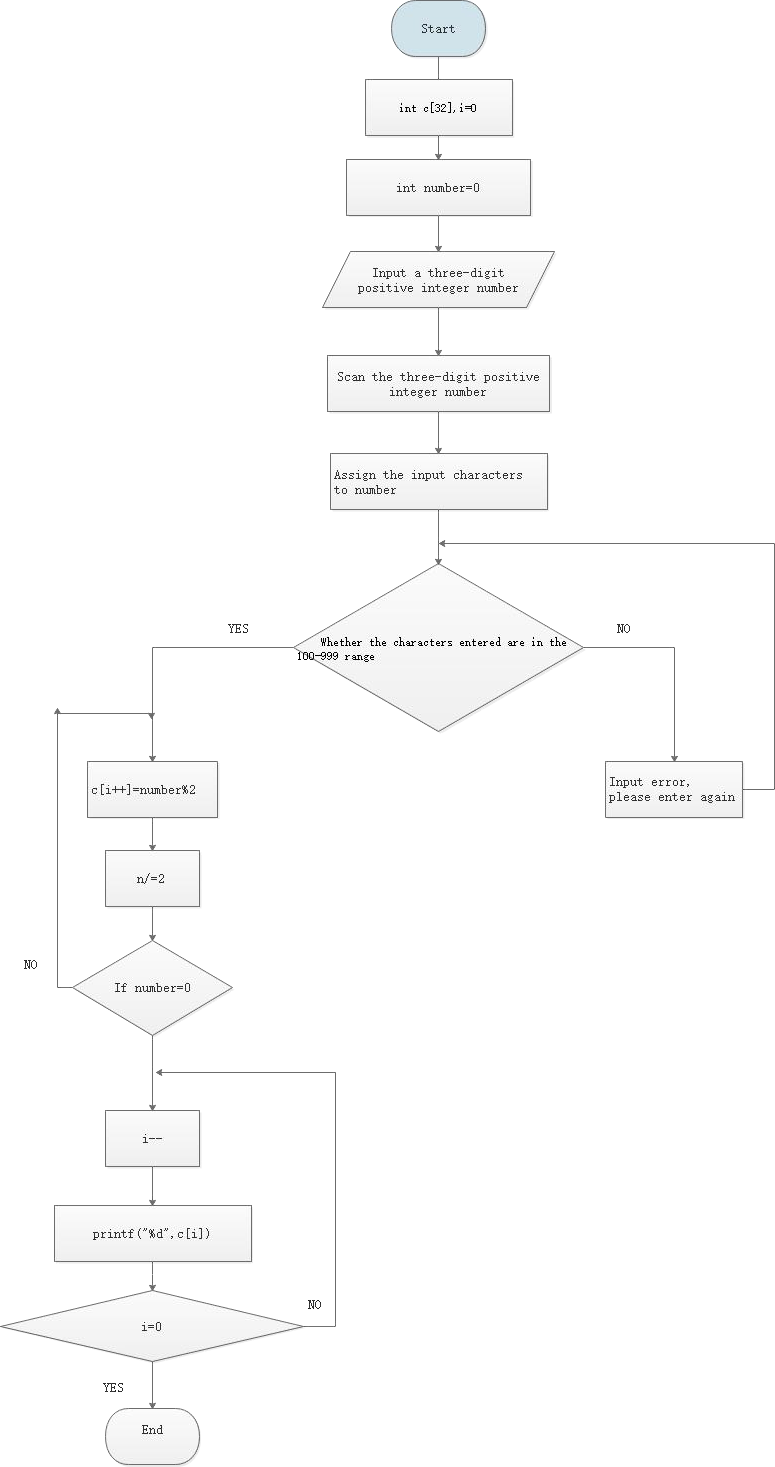 Start
int c[32],i=0
int number=0
Input a three-digit
positive integer number
Scan the three-digit positive
integer number
Assign the input characters
to number
YES
NO
Whether the characters entered are in the
100-999 range
c[i++]=number%2
Input error,
please enter again
n/=2
NO
If number=0
i--
printf("%d",c[i])
NO
i=0
YES
End